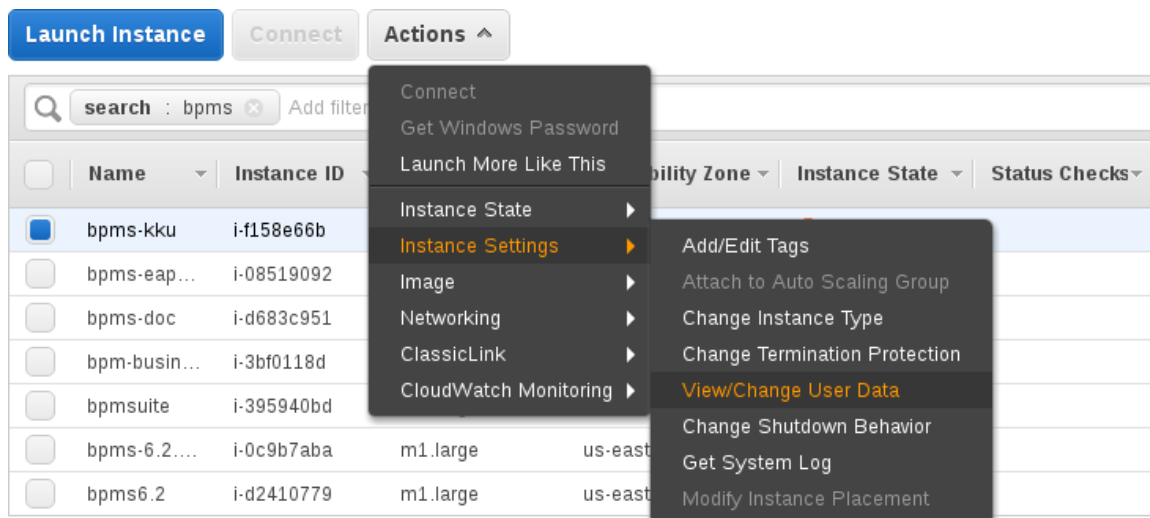 Launch Instance Connect Actions
search : bpms Add filter
Connect
Get Windows Password
Launch More Like This
Instance State
Instance Settings
Image
Networking
ClassicLink
CloudWatch Monitoring
Add/Edit Tags
Attach to Auto Scaling Group
Change Instance Type
Change Termination Protection
View/Change User Data
Change Shutdown Behavior
Get System Log
Modify Instance Placement
Name Instance ID bility Zone Instance State Status Checks
bpms-kku i-f158e66b
bpms-eap... i-08519092
bpms-doc i-d683c951
bpm-busin... i-3bf0118d
bpmsuite i-395940bd
bpms-6.2.... i-0c9b7aba m1.large us-east
bpms6.2 i-d2410779 m1.large us-east